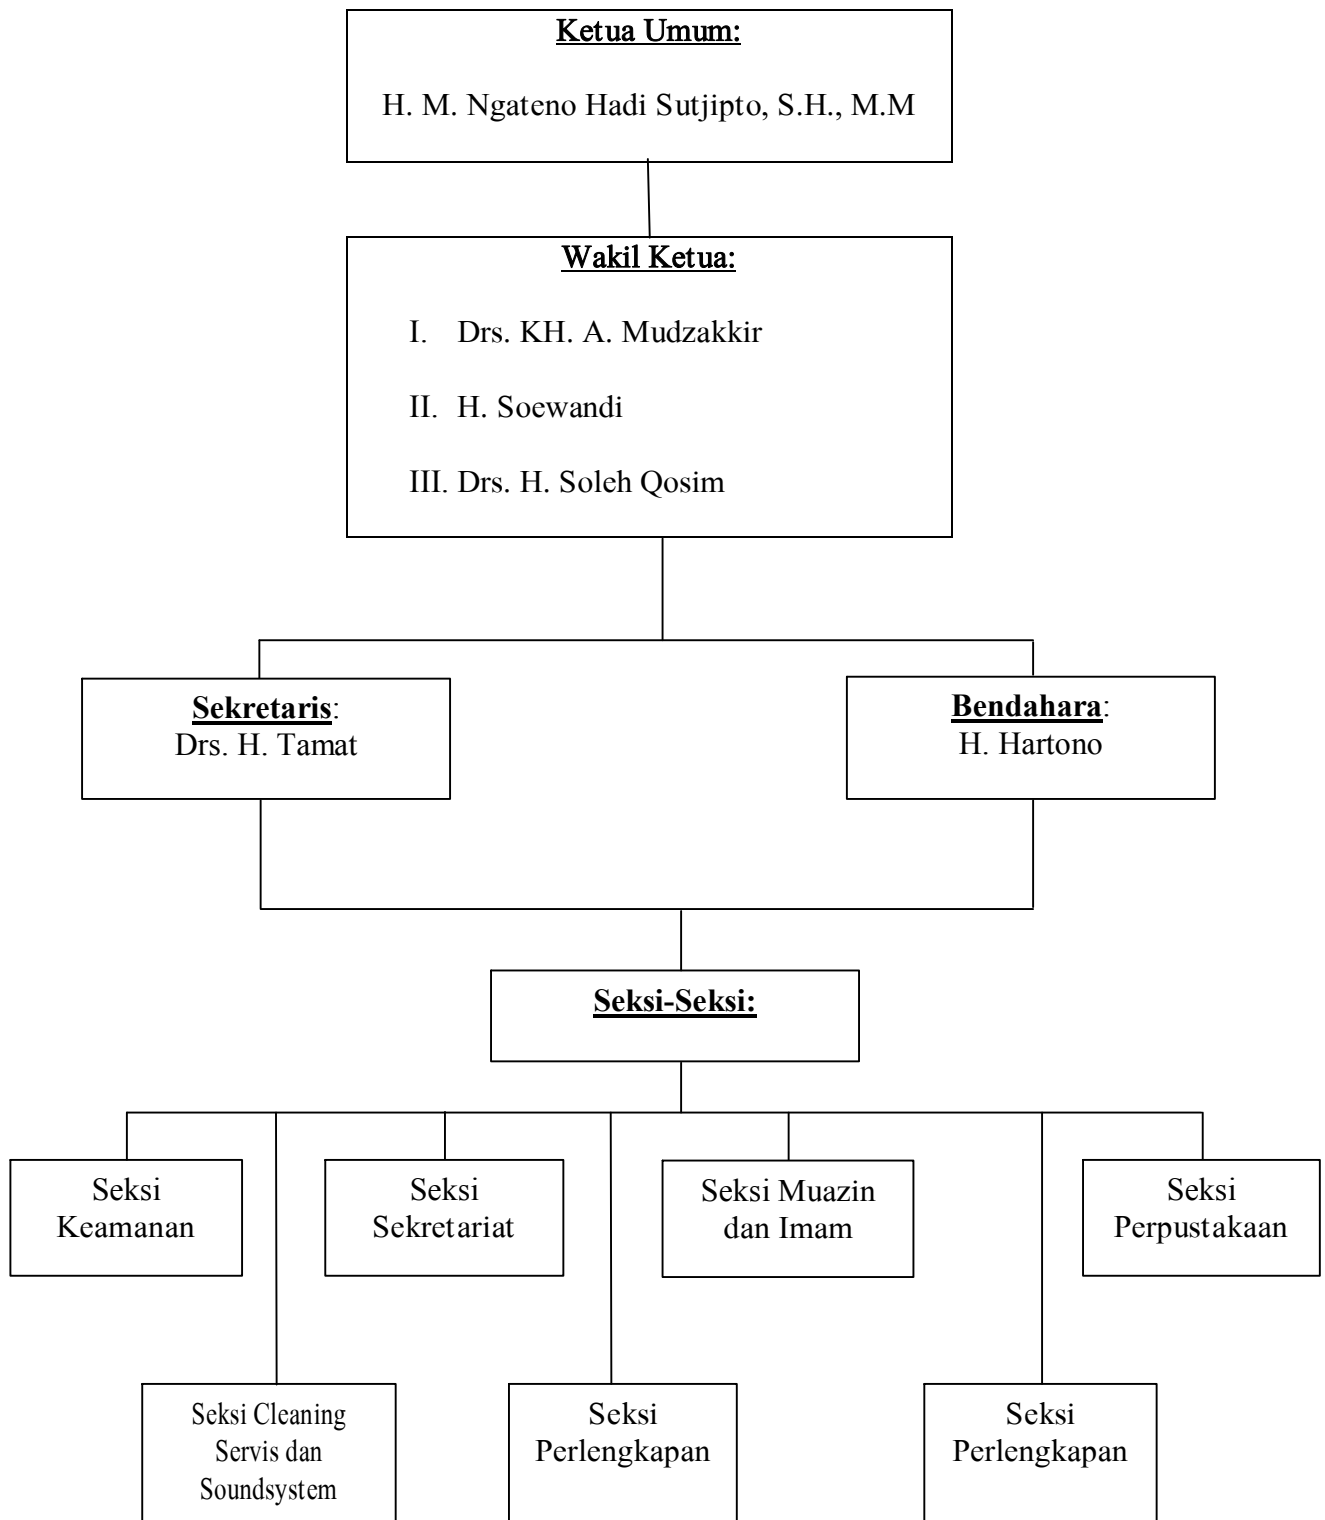 Ketua Umum:
H. M. Ngateno Hadi Sutjipto, S.H., M.M
Wakil Ketua:
I. Drs. KH. A. Mudzakkir
II. H. Soewandi
III. Drs. H. Soleh Qosim
Sekretaris:
Drs. H. Tamat
Bendahara:
H. Hartono
Seksi-Seksi:
Seksi
Keamanan
Seksi
Sekretariat
Seksi Muazin
dan Imam
Seksi
Perpustakaan
Seksi Cleaning
Servis dan
Soundsystem
Seksi
Perlengkapan
Seksi
Perlengkapan